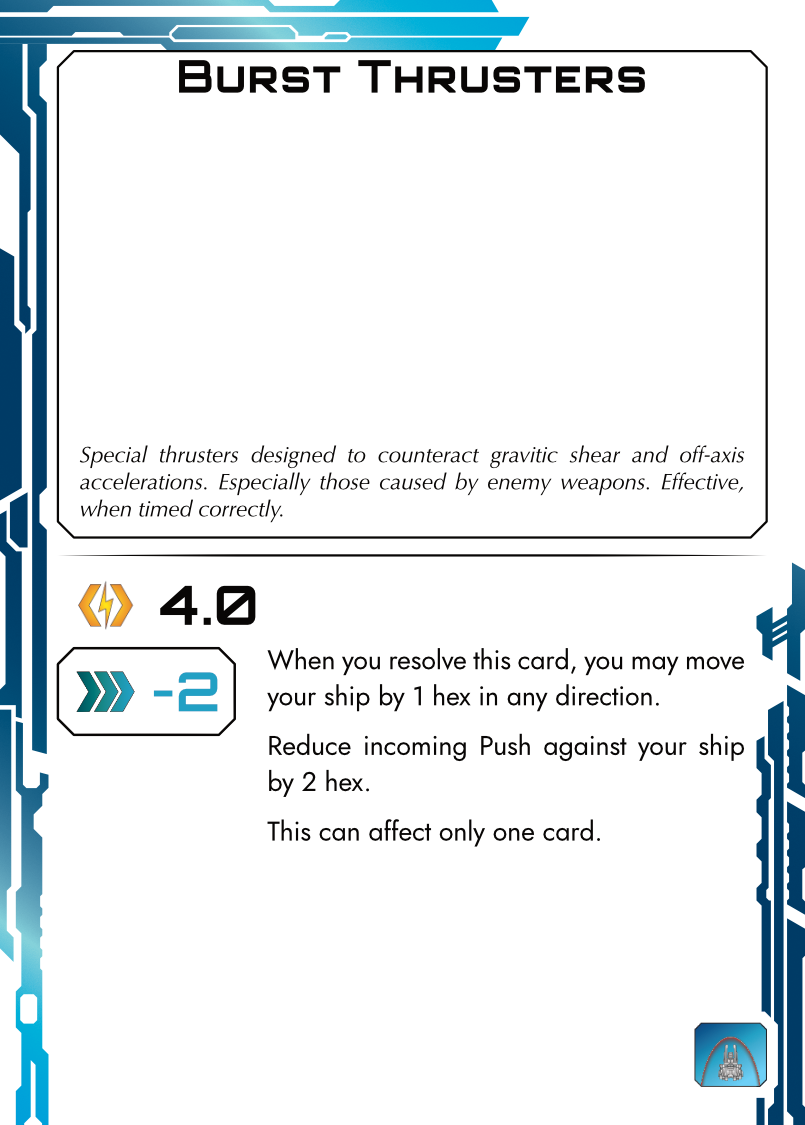 Burst Thrusters
Special thrusters designed to counteract gravitic shear and off-axis
accelerations. Especially those caused by enemy weapons. Effective,
when timed correctly.
4.0
-2
When you resolve this card, you may move
your ship by 1 hex in any direction.
Reduce incoming Push against your ship
by 2 hex.
This can affect only one card.